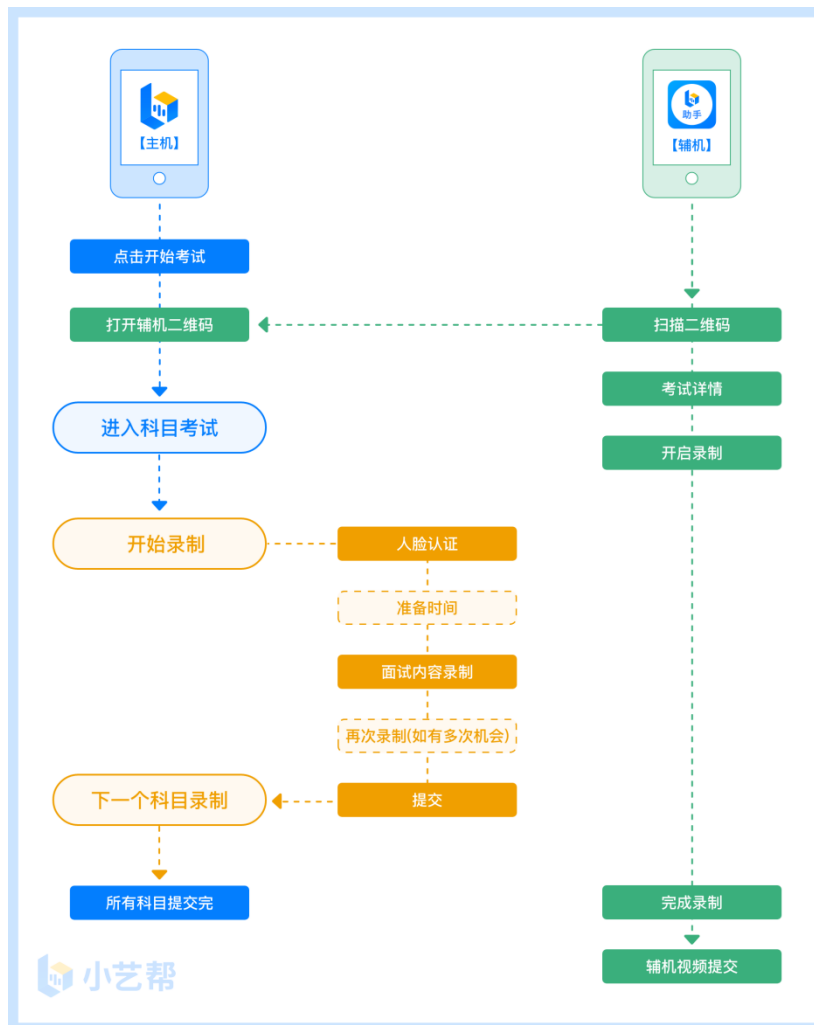 【主机】
助手
【辅机】
点击开始考试
打开辅机二维码
扫描二维码
考试详情
进入科目考试
开启录制
开始录制
人脸认证
准备时间
面试内容录制
再次录制(如有多次机会)
下一个科目录制
提交
所有科目提交完
完成录制
辅机视频提交
小艺帮